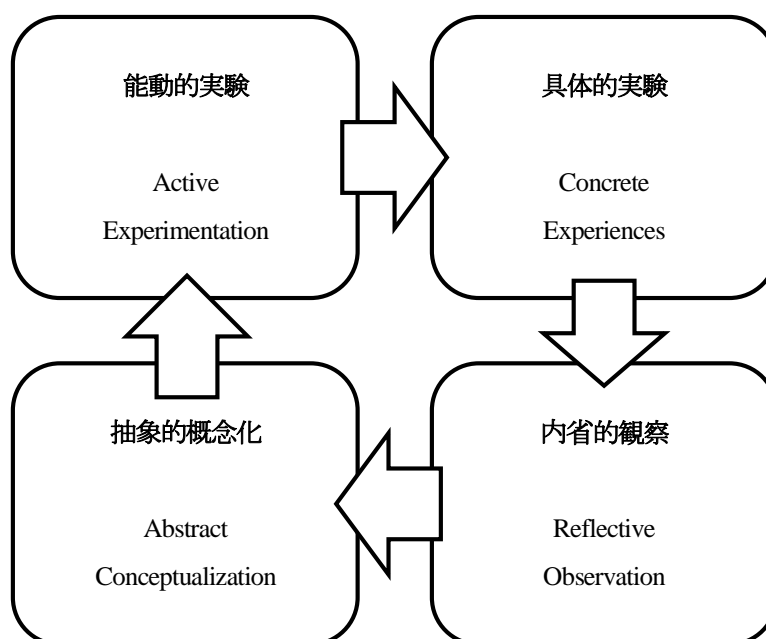 能動的実験
Active
Experimentation
具体的実験
Concrete
Experiences
抽象的概念化
Abstract
Conceptualization
内省的観察
Reflective
Observation